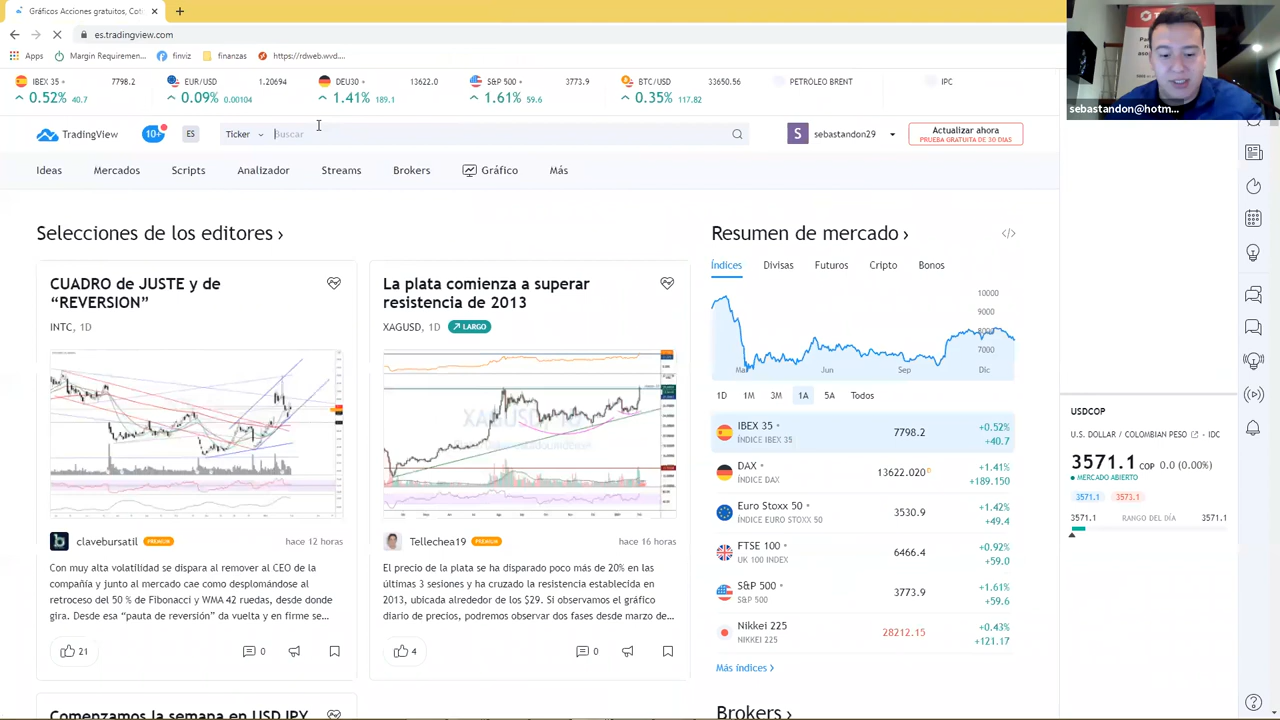 Gráficos Acciones gratuitos, Coti
es.tradingview.com
Apps
Margin Requiremen...
finviz
finanzas
https://rdweb.wvd....
IBEX 35
7798.2
0.52% 40.7
EUR/USD
1.20694
0.09% 0.00104
DEU30
13622.0
1.41% 189.1
S&P 500
3773.9
1.61% 59.6
BTC/USD
33650.56
0.35% 117.82
PETRÓLEO BRENT
IPC
sebastandon@hotm...
TradingView
10+
ES
Ticker
Buscar
S
sebastandon29
Actualizar ahora
PRUEBA GRATUITA DE 30 DÍAS
Ideas
Mercados
Scripts
Analizador
Streams
Brokers
Gráfico
Más
Selecciones de los editores ›
CUADRO de JUSTE y de
“REVERSION”
INTC, 1D
clavebursatil
PREMIUM
hace 12 horas
Con muy alta volatilidad se dispara al remover al CEO de la
compañía y junto al mercado cae como desplomándose al
retroceso del 50 % de Fibonacci y WMA 42 ruedas, de ahí en donde
gira. Desde esa “pauta de reversión” da vuelta y en firme se...
21
0
La plata comienza a superar
resistencia de 2013
XAGUSD, 1D
LARGO
Tellechea19
PREMIUM
hace 16 horas
El precio de la plata se ha disparado poco más de 20% en las
últimas 3 sesiones y ha cruzado la resistencia establecida en
2013, ubicada alrededor de los $29. Si observamos el gráfico
diario de precios, podremos observar dos fases desde marzo de...
4
0
Comenzamos la semana en USDJPY
Resumen de mercado ›
Índices
Divisas
Futuros
Cripto
Bonos
10000
9000
8000
7000
Mar
Jun
Sep
Dic
1D
1M
3M
1A
5A
Todos
IBEX 35
ÍNDICE IBEX 35
7798.2
+0.52%
+40.7
DAX
ÍNDICE DAX
13622.020
+1.41%
+189.150
Euro Stoxx 50
ÍNDICE EURO STOXX 50
3530.9
+1.42%
+49.4
FTSE 100
UK 100 INDEX
6466.4
+0.92%
+59.0
S&P 500
S&P 500
3773.9
+1.61%
+59.6
Nikkei 225
NIKKEI 225
28212.15
+0.43%
+121.17
Más índices ›
Brokers ›
USDCOP
U.S. DOLLAR / COLOMBIAN PESO
IDC
3571.1 COP 0.0 (0.00%)
MERCADO ABIERTO
3571.1
3573.1
3571.1
RANGO DEL DÍA
3571.1